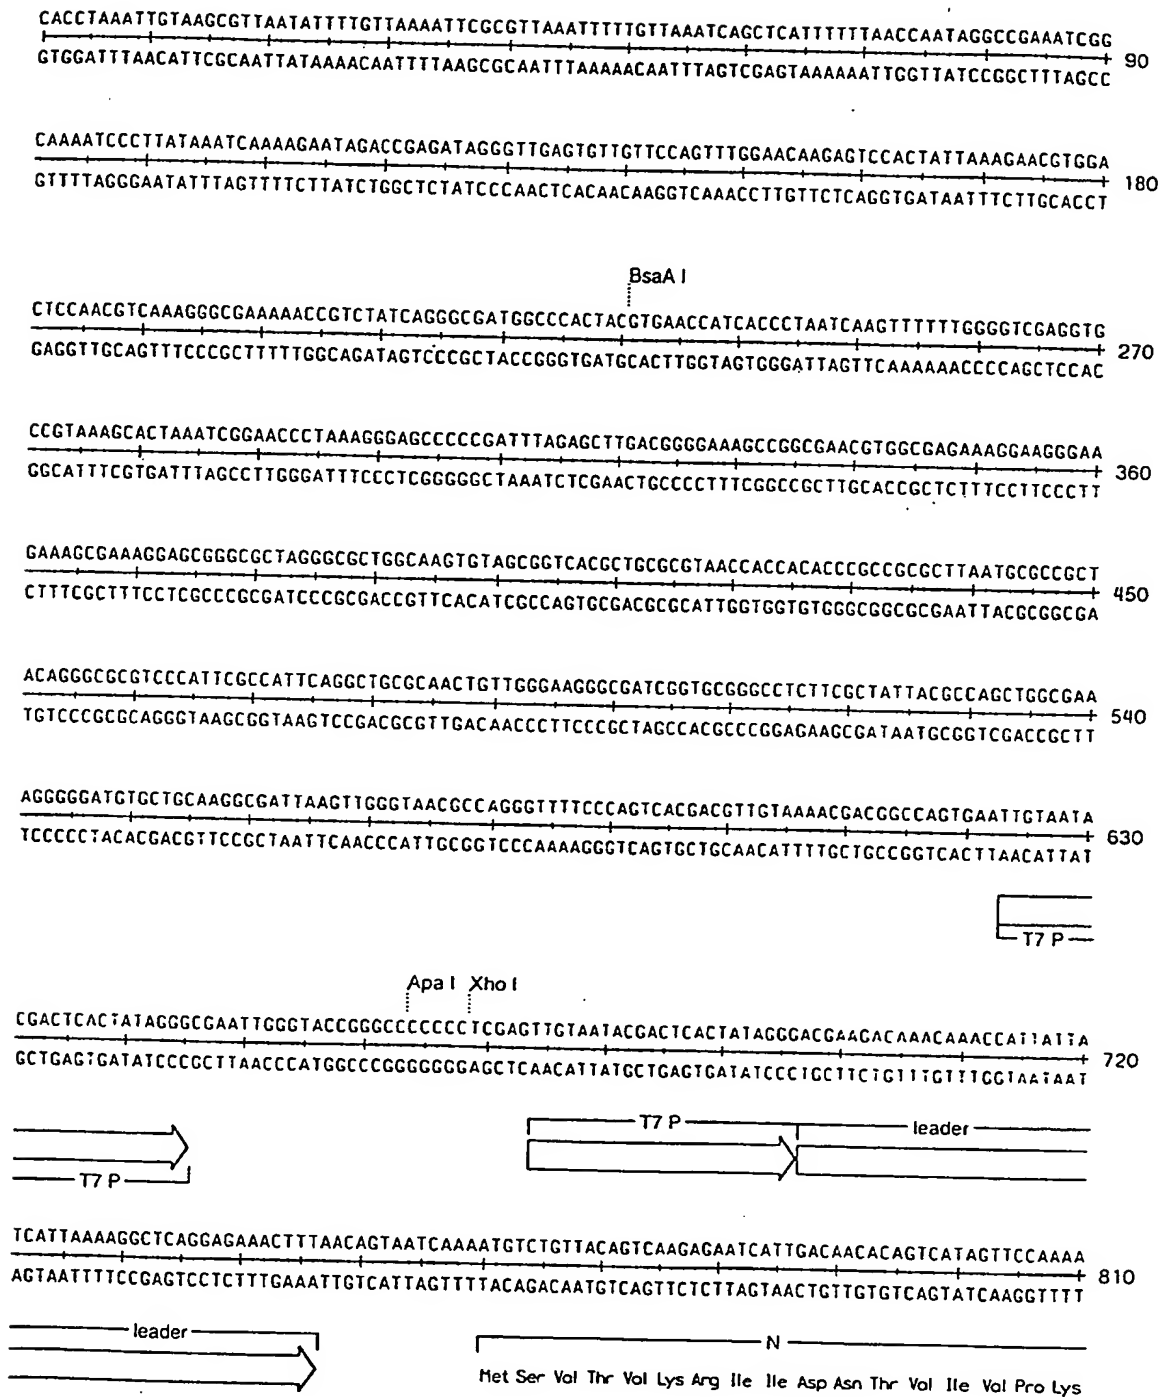 CACCTAAATTGTAAGCGTTAATATTTTGTTAAAATTCGCGTTAAATTTTTGTTAAATCAGCTCATTTTTTAACCAATAGGCCGAAATCGG
90
GTGGATTTAACATTCGCAATTATAAAACAATTTTAAGCGCAATTTAAAAACAATTTAGTCGAGTAAAAAATTGGTTATCCGGCTTTAGCC
CAAAATCCCTTATAAATCAAAAGAATAGACCGAGATAGGGTTGAGTGTTGTTCCAGTTTGGAACAAGAGTCCACTATTAAAGAACGTGGA
180
GTTTTAGGGAATATTTAGTTTTCTTATCTGGCTCTATCCCAACTCACAACAAGGTCAAACCTTGTTCTCAGGTGATAATTTCTTGCACCT
BsaA I
CTCCAACGTCAAAGGGCGAAAAACCGTCTATCAGGGCGATGGCCCACTACGTGAACCATCACCCTAATCAAGTTTTTTGGGGTCGAGGTG
270
GAGGTTGCAGTTTCCCGCTTTTTGGCAGATAGTCCCGCTACCGGGTGATGCACTTGGTAGTGGGATTAGTTCAAAAAACCCCAGCTCCAC
CCGTAAAGCACTAAATCGGAACCCTAAAGGGAGCCCCCGATTTAGAGCTTGACGGGGAAAGCCGGCGAACGTGGCGAGAAAGGAAGGGAA
360
GGCATTTCGTGATTTAGCCTTGGGATTTCCCTCGGGGGCTAAATCTCGAACTGCCCCTTTCGGCCGCTTGCACCGCTCTTTCCTTCCCTT
GAAAGCGAAAGGAGCGGGCGCTAGGGCGCTGGCAAGTGTAGCGGTCACGCTGCGCGTAACCACCACACCCGCCGCGCTTAATGCGCCGCT
450
CTTTCGCTTTCCTCGCCCGCGATCCCGCGACCGTTCACATCGCCAGTGCGACGCGCATTGGTGGTGTGGGCGGCGCGAATTACGCGGCGA
ACAGGGCGCGTCCCATTCGCCATTCAGGCTGCGCAACTGTTGGGAAGGGCGATCGGTGCGGGCCTCTTCGCTATTACGCCAGCTGGCGAA
540
TGTCCCGCGCAGGGTAAGCGGTAAGTCCGACGCGTTGACAACCCTTCCCGCTAGCCACGCCCGGAGAAGCGATAATGCGGTCGACCGCTT
AGGGGGATGTGCTGCAAGGCGATTAAGTTGGGTAACGCCAGGGTTTTCCCAGTCACGACGTTGTAAAACGACGGCCAGTGAATTGTAATA
630
TCCCCCTACACGACGTTCCGCTAATTCAACCCATTGCGGTCCCAAAAGGGTCAGTGCTGCAACATTTTGCTGCCGGTCACTTAACATTAT
T7 P
Apa I Xho I
CGACTCACTATAGGGCGAATTGGGTACCGGGCCCCCCCTCGAGTTGTAATACGACTCACTATAGGGACGAAGACAAACAAACCATTATTA
720
GCTGAGTGATATCCCGCTTAACCCATGGCCCGGGGGGGAGCTCAACATTATGCTGAGTGATATCCCTGCTTCTGTTTGTTTGGTAATAAT
T7 P leader
T7 P
TCATTAAAAGGCTCAGGAGAAACTTTAACAGTAATCAAAATGTCTGTTACAGTCAAGAGAATCATTGACAACACAGTCATAGTTCCAAAA
810
AGTAATTTTCCGAGTCCTCTTTGAAATTGTCATTAGTTTTACAGACAATGTCAGTTCTCTTAGTAACTGTTGTGTCAGTATCAAGGTTTT
leader N
Met Ser Val Thr Val Lys Arg Ile Ile Asp Asn Thr Val Ile Val Pro Lys